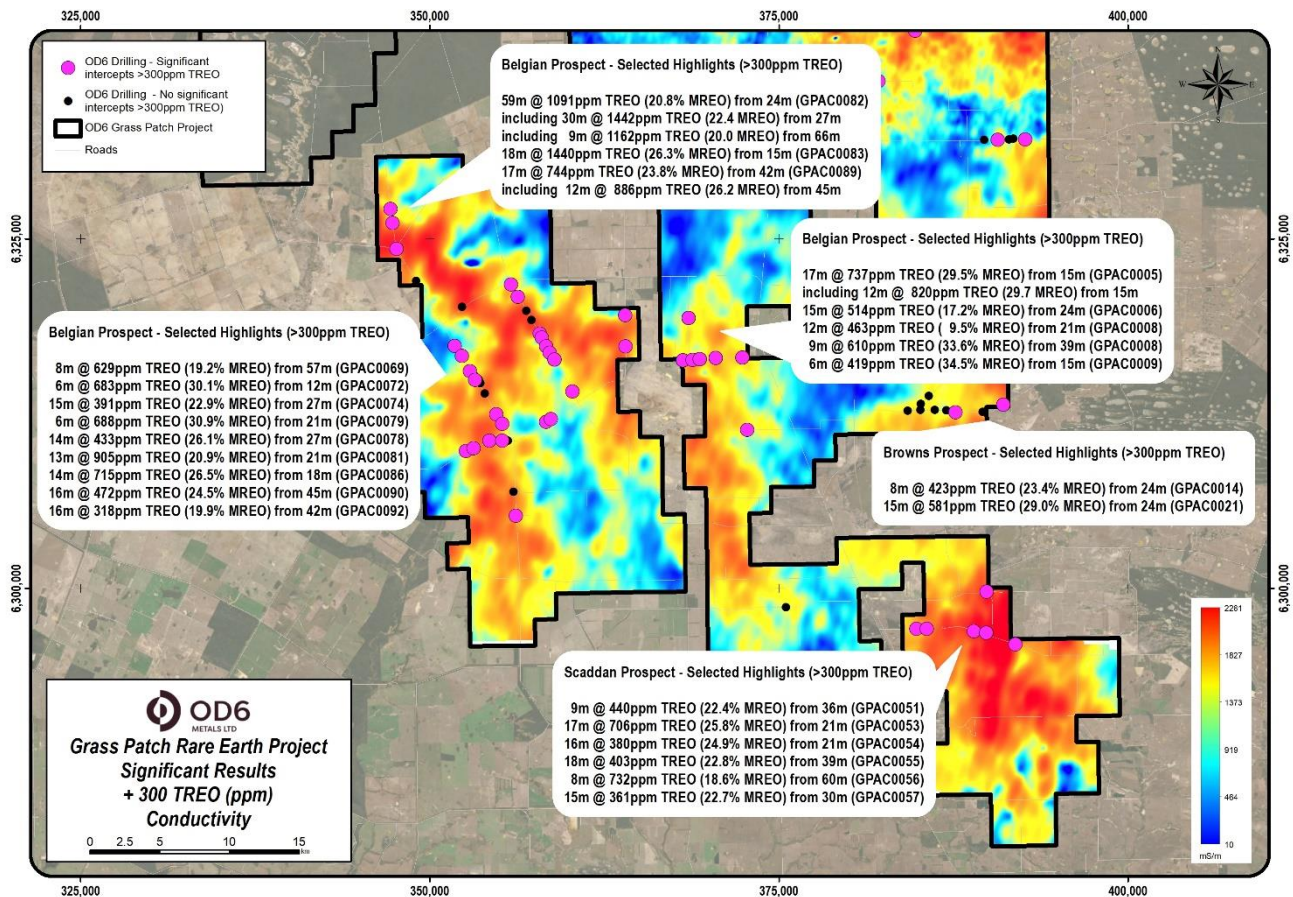 325,000
350,000
375,000
400,000
OD6 Drilling - Significant
intercepts >300ppm TREO)
OD6 Drilling - No significant
intercepts >300ppm TREO)
OD6 Grass Patch Project
Roads
N
W
E
S
Belgian Prospect - Selected Highlights (>300ppm TREO)
59m @ 1091ppm TREO (20.8% MREO) from 24m (GPAC0082)
including 30m @ 1442ppm TREO (22.4 MREO) from 27m
including 9m @ 1162ppm TREO (20.0 MREO) from 66m
18m @ 1440ppm TREO (26.3% MREO) from 15m (GPAC0083)
17m @ 744ppm TREO (23.8% MREO) from 42m (GPAC0089)
including 12m @ 886ppm TREO (26.2 MREO) from 45m
6,325,000
6,325,000
Belgian Prospect - Selected Highlights (>300ppm TREO)
17m @ 737ppm TREO (29.5% MREO) from 15m (GPAC0005)
including 12m @ 820ppm TREO (29.7 MREO) from 15m
15m @ 514ppm TREO (17.2% MREO) from 24m (GPAC0006)
12m @ 463ppm TREO ( 9.5% MREO) from 21m (GPAC0008)
9m @ 610ppm TREO (33.6% MREO) from 39m (GPAC0008)
6m @ 419ppm TREO (34.5% MREO) from 15m (GPAC0009)
Belgian Prospect - Selected Highlights (>300ppm TREO)
8m @ 629ppm TREO (19.2% MREO) from 57m (GPAC0069)
6m @ 683ppm TREO (30.1% MREO) from 12m (GPAC0072)
15m @ 391ppm TREO (22.9% MREO) from 27m (GPAC0074)
6m @ 688ppm TREO (30.9% MREO) from 21m (GPAC0079)
14m @ 433ppm TREO (26.1% MREO) from 27m (GPAC0078)
13m @ 905ppm TREO (20.9% MREO) from 21m (GPAC0081)
14m @ 715ppm TREO (26.5% MREO) from 18m (GPAC0086)
16m @ 472ppm TREO (24.5% MREO) from 45m (GPAC0090)
16m @ 318ppm TREO (19.9% MREO) from 42m (GPAC0092)
Browns Prospect - Selected Highlights (>300ppm TREO)
8m @ 423ppm TREO (23.4% MREO) from 24m (GPAC0014)
15m @ 581ppm TREO (29.0% MREO) from 24m (GPAC0021)
6,300,000
6,300,000
Scaddan Prospect - Selected Highlights (>300ppm TREO)
9m @ 440ppm TREO (22.4% MREO) from 36m (GPAC0051)
17m @ 706ppm TREO (25.8% MREO) from 21m (GPAC0053)
16m @ 380ppm TREO (24.9% MREO) from 21m (GPAC0054)
18m @ 403ppm TREO (22.8% MREO) from 39m (GPAC0055)
8m @ 732ppm TREO (18.6% MREO) from 60m (GPAC0056)
15m @ 361ppm TREO (22.7% MREO) from 30m (GPAC0057)
2261
1827
1373
919
464
10
mS/m
OD6
METALS LTD
Grass Patch Rare Earth Project
Significant Results
+ 300 TREO (ppm)
Conductivity
0 2.5 5 10 15
km
325,000
350,000
375,000
400,000